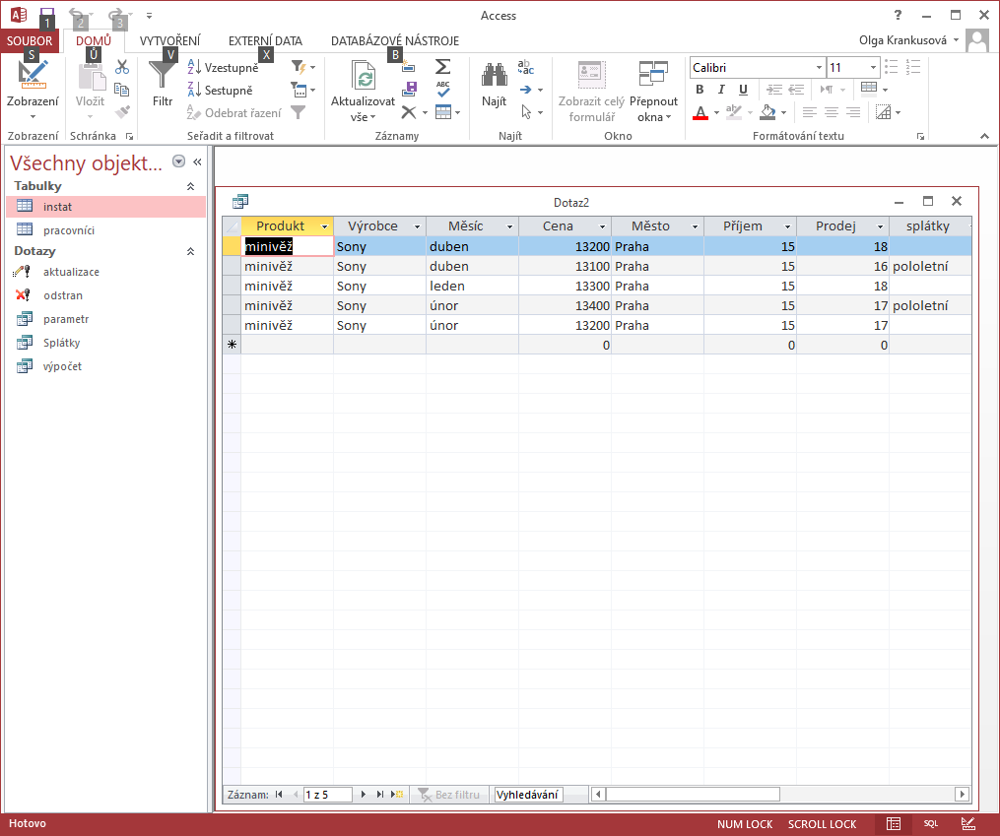 Access
1 2 3
?
SOUBOR DOMŮ VYTVOŘENÍ EXTERNÍ DATA DATABÁZOVÉ NÁSTROJE
Olga Krankusová
S Ů V X B
Zobrazení
Vložit
Filtr
Vzestupně
Sestupně
Odebrat řazení
Aktualizovat
vše
ABC
Najít
ab
ac
Zobrazit celý
formulář
Přepnout
okna
Calibri 11
B I U
A
Zobrazení Schránka Seřadit a filtrovat Záznamy Najít Okno Formátování textu
Všechny objekt...
Tabulky
instat
pracovníci
Dotazy
aktualizace
odstran
parametr
Splátky
výpočet
Dotaz2
Produkt Výrobce Měsíc Cena Město Příjem Prodej splátky
minivěž Sony duben 13200 Praha 15 18
minivěž Sony duben 13100 Praha 15 16 pololetní
minivěž Sony leden 13300 Praha 15 18
minivěž Sony únor 13400 Praha 15 17 pololetní
minivěž Sony únor 13200 Praha 15 17
* 0 0 0
Záznam: 1 z 5 Bez filtru Vyhledávání
Hotovo NUM LOCK SCROLL LOCK SQL